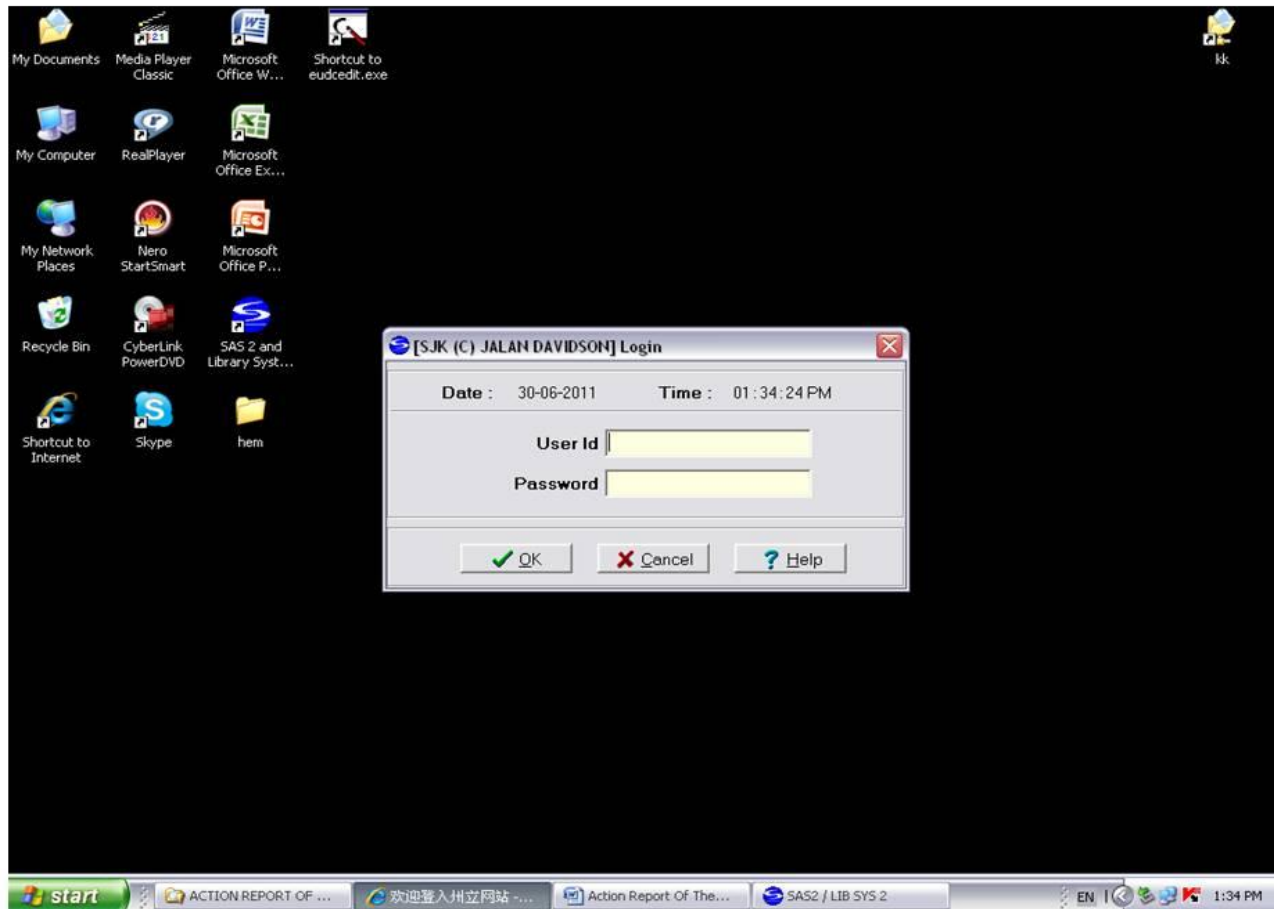 My Documents
Media Player
Classic
Microsoft
Office W...
Shortcut to
eudcedit.exe
kk
My Computer
RealPlayer
Microsoft
Office Ex...
My Network
Places
Nero
StartSmart
Microsoft
Office P...
Recycle Bin
CyberLink
PowerDVD
SAS 2 and
Library Syst...
Shortcut to
Internet
Skype
hem
[SJK (C) JALAN DAVIDSON] Login
Date : 30-06-2011 Time : 01:34:24 PM
User Id
Password
OK Cancel Help
start ACTION REPORT OF ... 欢迎登入州立网站 -... Action Report Of The... SAS2 / LIB SYS 2 EN 1:34 PM